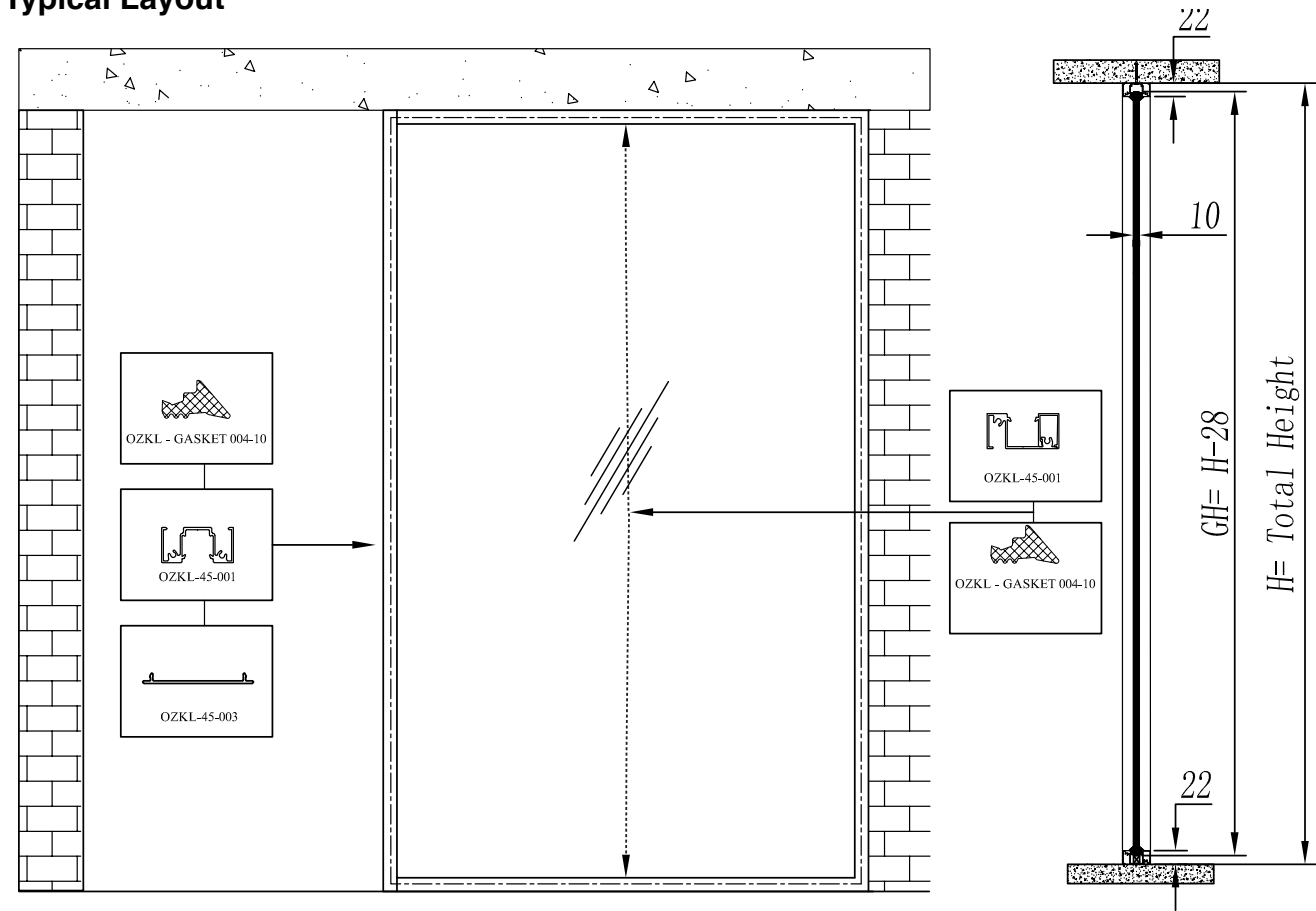 Typical Layout
22
10
OZKL - GASKET 004-10
OZKL-45-001
OZKL-45-003
OZKL-45-001
OZKL - GASKET 004-10
GH= H-28
H= Total Height
22